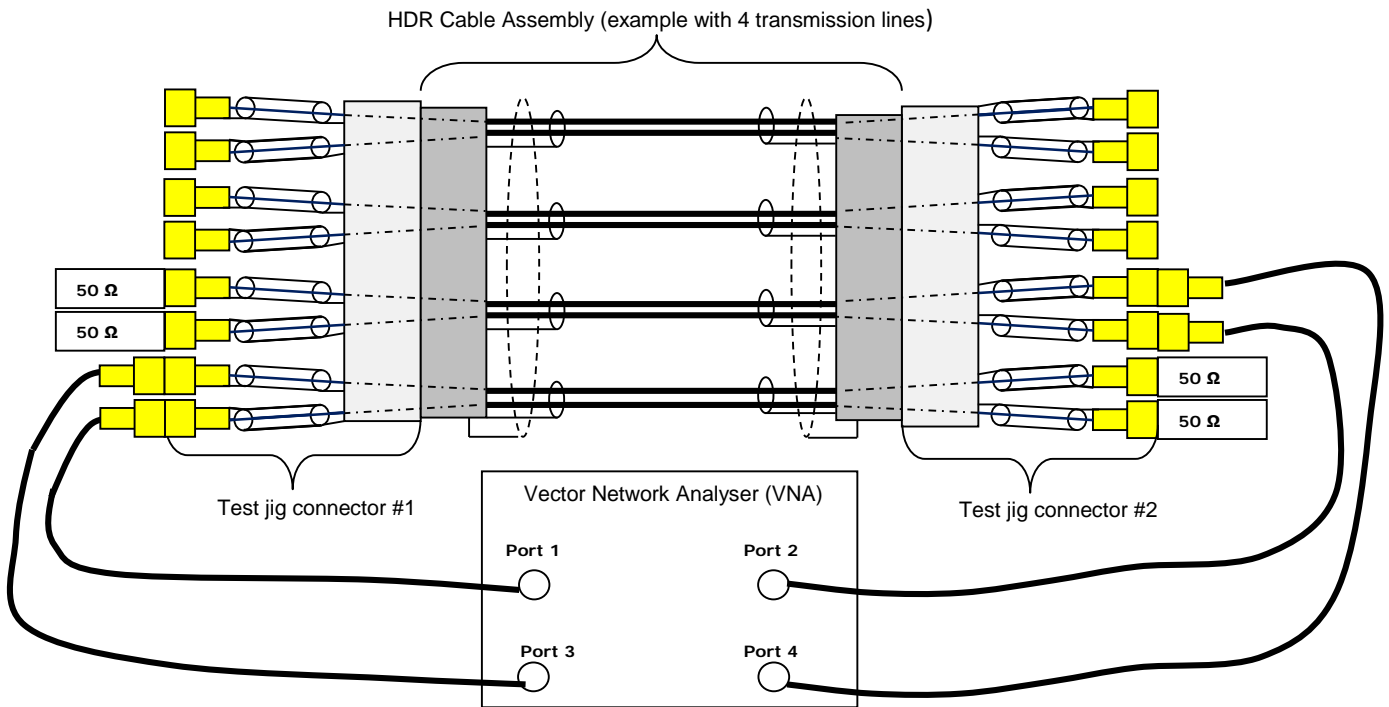 HDR Cable Assembly (example with 4 transmission lines)
50 Ω
50 Ω
50 Ω
50 Ω
Test jig connector #1
Vector Network Analyser (VNA)
Test jig connector #2
Port 1
Port 2
Port 3
Port 4